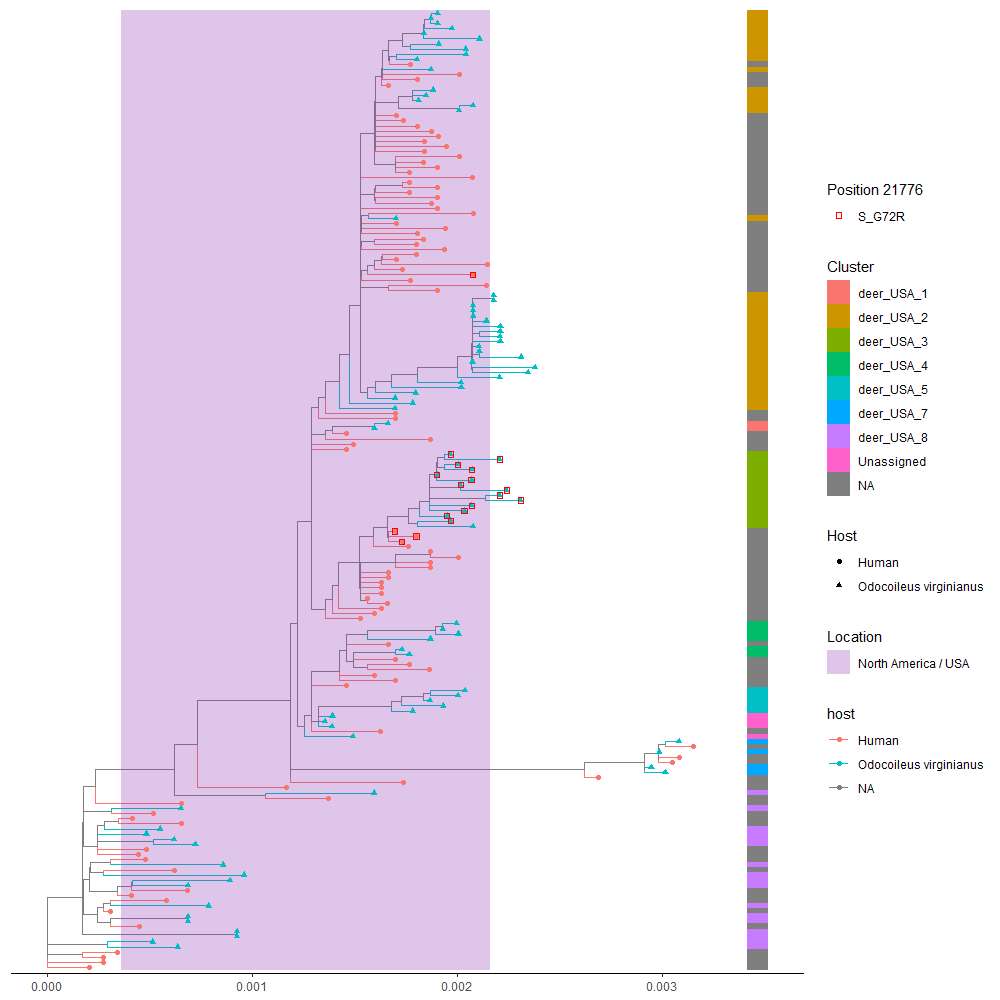 Position 21776
S_G72R
Cluster
deer_USA_1
deer_USA_2
deer_USA_3
deer_USA_4
deer_USA_5
deer_USA_7
deer_USA_8
Unassigned
NA
Host
Human
Odocoileus virginianus
Location
North America / USA
host
Human
Odocoileus virginianus
NA
0.000 0.001 0.002 0.003